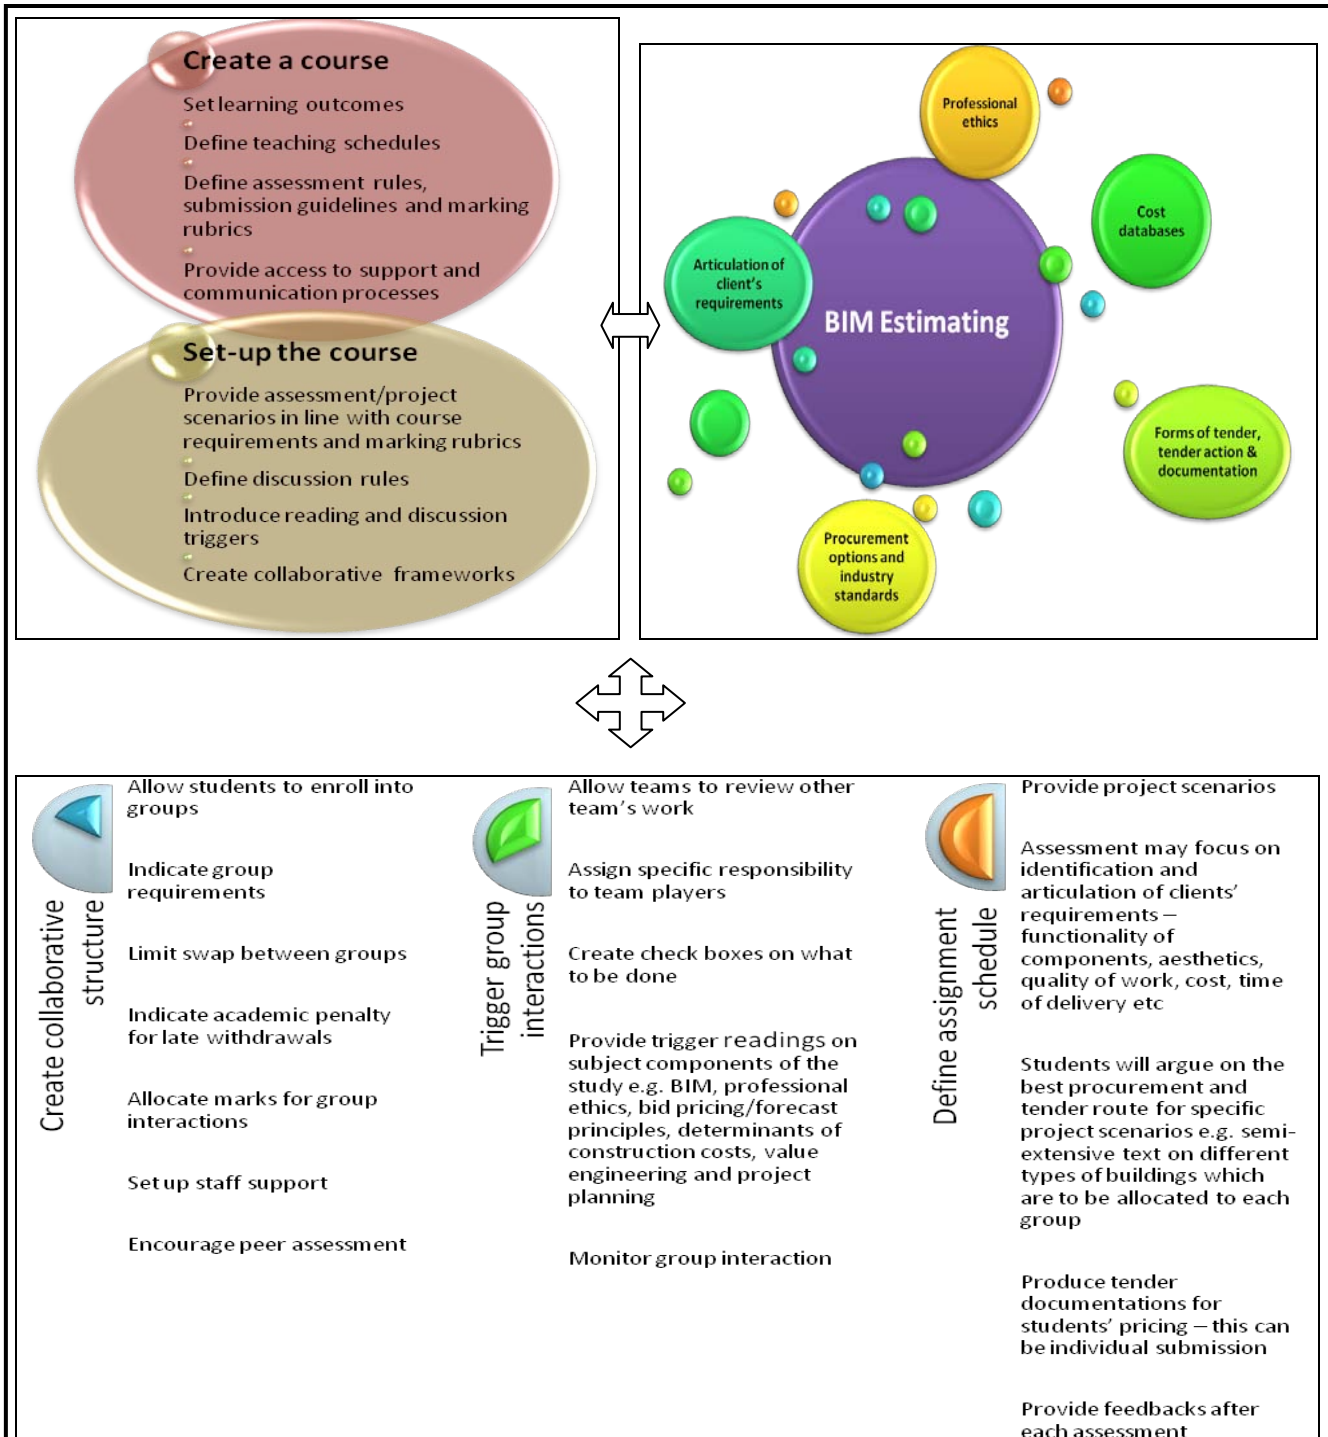 Create a course
Set learning outcomes
Define teaching schedules
Define assessment rules,
submission guidelines and marking
rubrics
Provide access to support and
communication processes
Set-up the course
Provide assessment/project
scenarios in line with course
requirements and marking rubrics
Define discussion rules
Introduce reading and discussion
triggers
Create collaborative frameworks
Professional
ethics
Cost
databases
Articulation of
client's
requirements
BIM Estimating
Forms of tender,
tender action &
documentation
Procurement
options and
industry
standards
Create collaborative
structure
Allow students to enroll into
groups
Indicate group
requirements
Limit swap between groups
Indicate academic penalty
for late withdrawals
Allocate marks for group
interactions
Set up staff support
Encourage peer assessment
Trigger group
interactions
Allow teams to review other
team's work
Assign specific responsibility
to team players
Create check boxes on what
to be done
Provide trigger readings on
subject components of the
study e.g. BIM, professional
ethics, bid pricing/forecast
principles, determinants of
construction costs, value
engineering and project
planning
Monitor group interaction
Define assignment
schedule
Provide project scenarios
Assessment may focus on
identification and
articulation of clients'
requirements –
functionality of
components, aesthetics,
quality of work, cost, time
of delivery etc
Students will argue on the
best procurement and
tender route for specific
project scenarios e.g. semi-
extensive text on different
types of buildings which
are to be allocated to each
group
Produce tender
documentations for
students' pricing – this can
be individual submission
Provide feedbacks after
each assessment